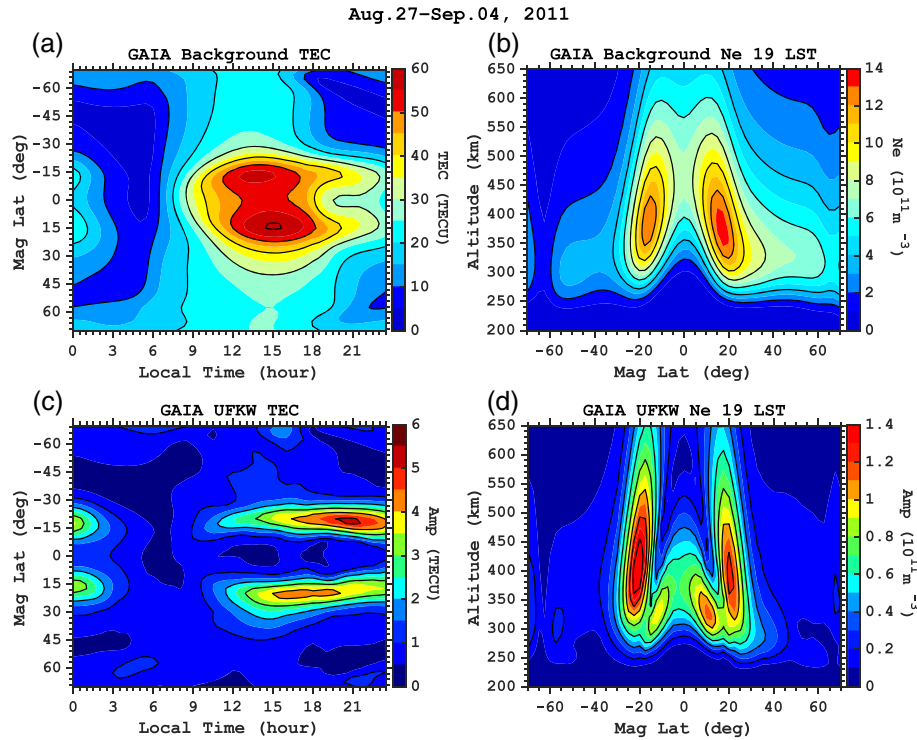 Aug.27-Sep.04, 2011
(a)
GAIA Background TEC
-60
-45
-30
-15
0
15
30
45
60
Mag Lat (deg)
0 3 6 9 12 15 18 21
Local Time (hour)
60
50
40
30
20
10
0
TEC (TECU)
(b)
GAIA Background Ne 19 LST
650
600
550
500
450
400
350
300
250
200
Altitude (km)
-60 -40 -20 0 20 40 60
Mag Lat (deg)
14
12
10
8
6
4
2
0
Ne (10¹¹m⁻³)
(c)
GAIA UFKW TEC
-60
-45
-30
-15
0
15
30
45
60
Mag Lat (deg)
0 3 6 9 12 15 18 21
Local Time (hour)
6
5
4
3
2
1
0
Amp (TECU)
(d)
GAIA UFKW Ne 19 LST
650
600
550
500
450
400
350
300
250
200
Altitude (km)
-60 -40 -20 0 20 40 60
Mag Lat (deg)
1.4
1.2
1
0.8
0.6
0.4
0.2
0
Amp (10¹¹m⁻³)